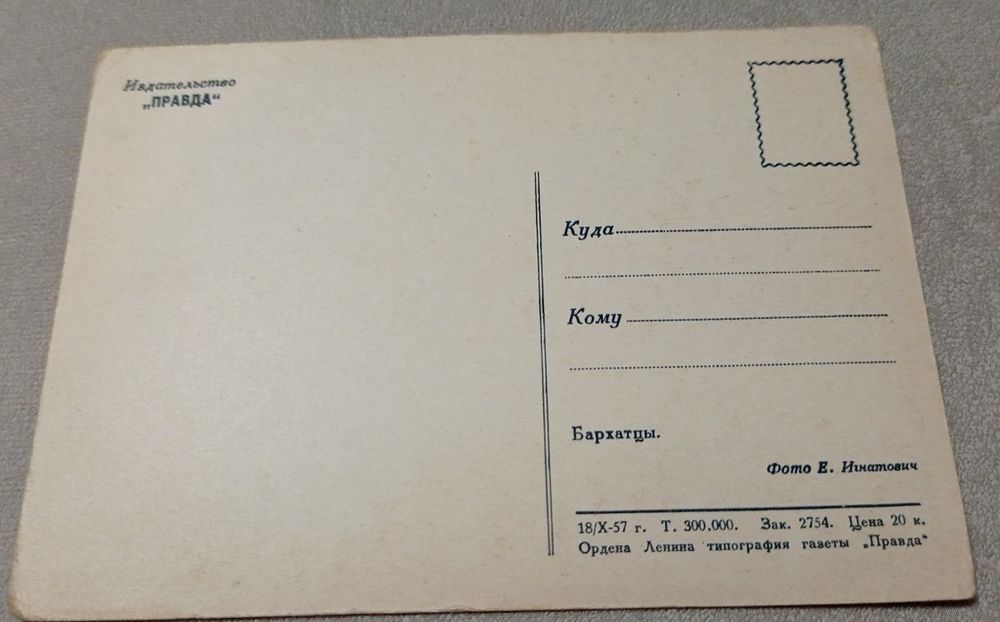 Издательство
„ПРАВДА“
Куда
Кому
Бархатцы.
Фото Е. Игнатович
18/X-57 г. Т. 300.000. Зак. 2754. Цена 20 к.
Ордена Ленина типография газеты „Правда“